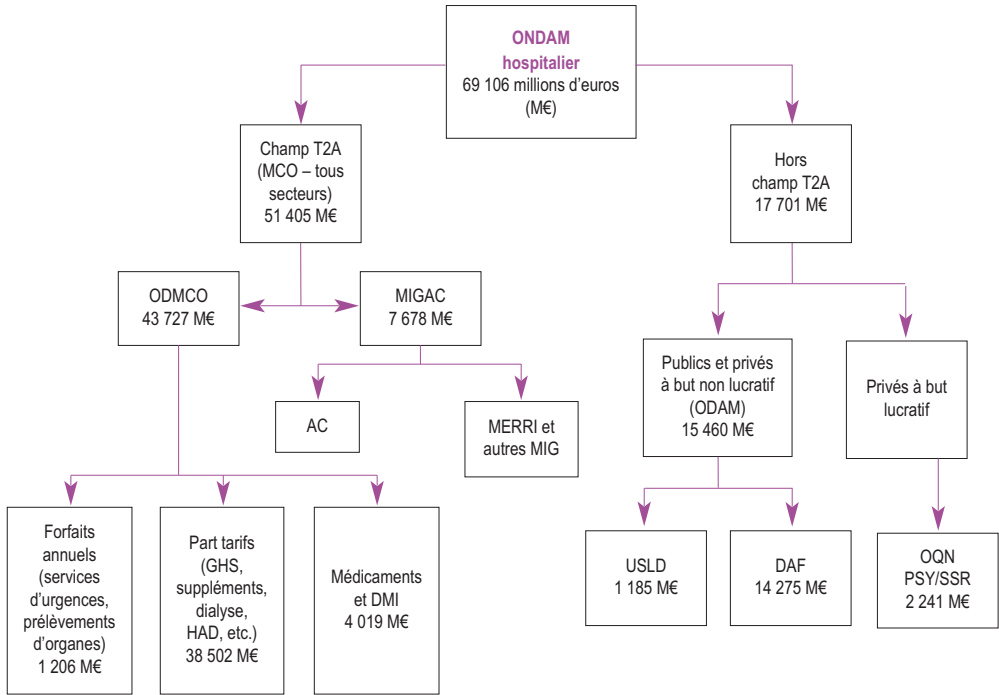 ONDAM
hospitalier
69 106 millions d’euros
(M€)
Champ T2A
(MCO – tous
secteurs)
51 405 M€
Hors
champ T2A
17 701 M€
ODMCO
43 727 M€
MIGAC
7 678 M€
Publics et privés
à but non lucratif
(ODAM)
15 460 M€
Privés à but
lucratif
AC
MERRI et
autres MIG
Forfaits
annuels
(services
d’urgences,
prélèvements
d’organes)
1 206 M€
Part tarifs
(GHS,
suppléments,
dialyse,
HAD, etc.)
38 502 M€
Médicaments
et DMI
4 019 M€
USLD
1 185 M€
DAF
14 275 M€
OQN
PSY/SSR
2 241 M€